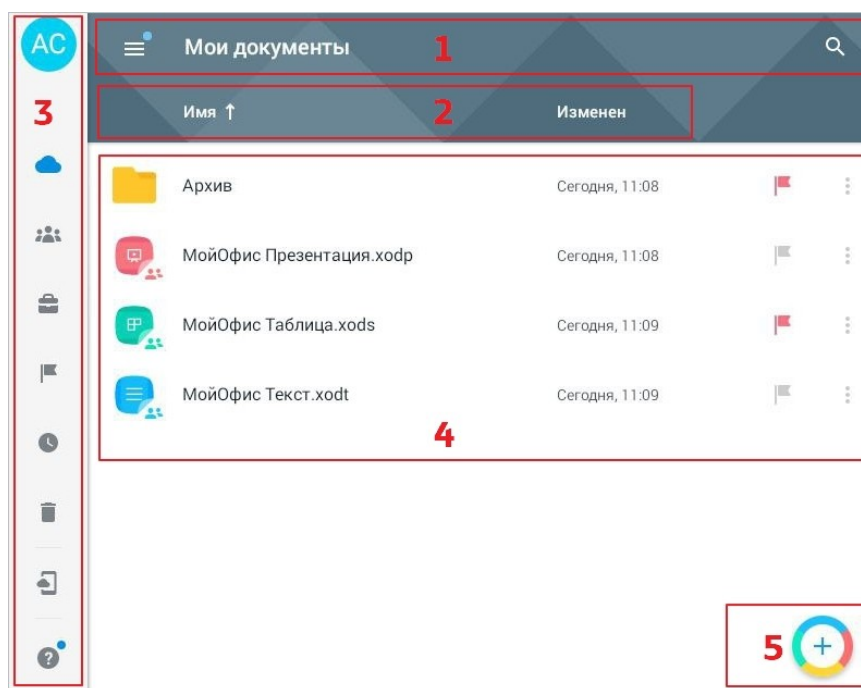 AC
Мои документы 1
3
Имя ↑ 2 Изменен
Архив Сегодня, 11:08
МойОфис Презентация.xodp Сегодня, 11:08
МойОфис Таблица.xods Сегодня, 11:09
МойОфис Текст.xodt Сегодня, 11:09
4
5 +
?